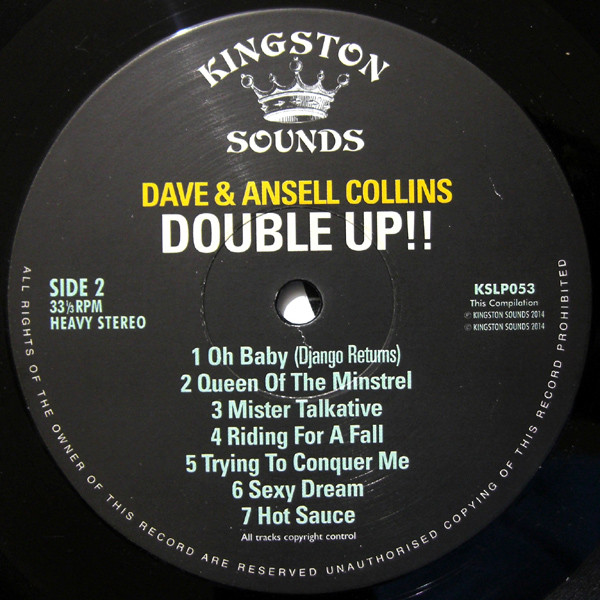 KINGSTON
SOUNDS
DAVE & ANSELL COLLINS
DOUBLE UP!!
SIDE 2
33⅓ RPM
HEAVY STEREO
KSLP053
This Compilation
℗ KINGSTON SOUNDS 2014
© KINGSTON SOUNDS 2014
1 Oh Baby (Django Returns)
2 Queen Of The Minstrel
3 Mister Talkative
4 Riding For A Fall
5 Trying To Conquer Me
6 Sexy Dream
7 Hot Sauce
All tracks copyright control
ALL RIGHTS OF THE OWNER OF THIS RECORD ARE RESERVED UNAUTHORISED COPYING OF THIS RECORD PROHIBITED